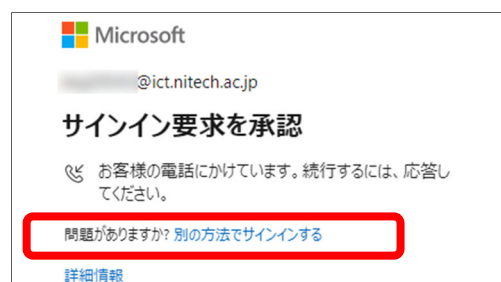 Microsoft
@ict.nitech.ac.jp
サインイン要求を承認
お客様の電話にかけています。続行するには、応答し
てください。
問題がありますか? 別の方法でサインインする
詳細情報